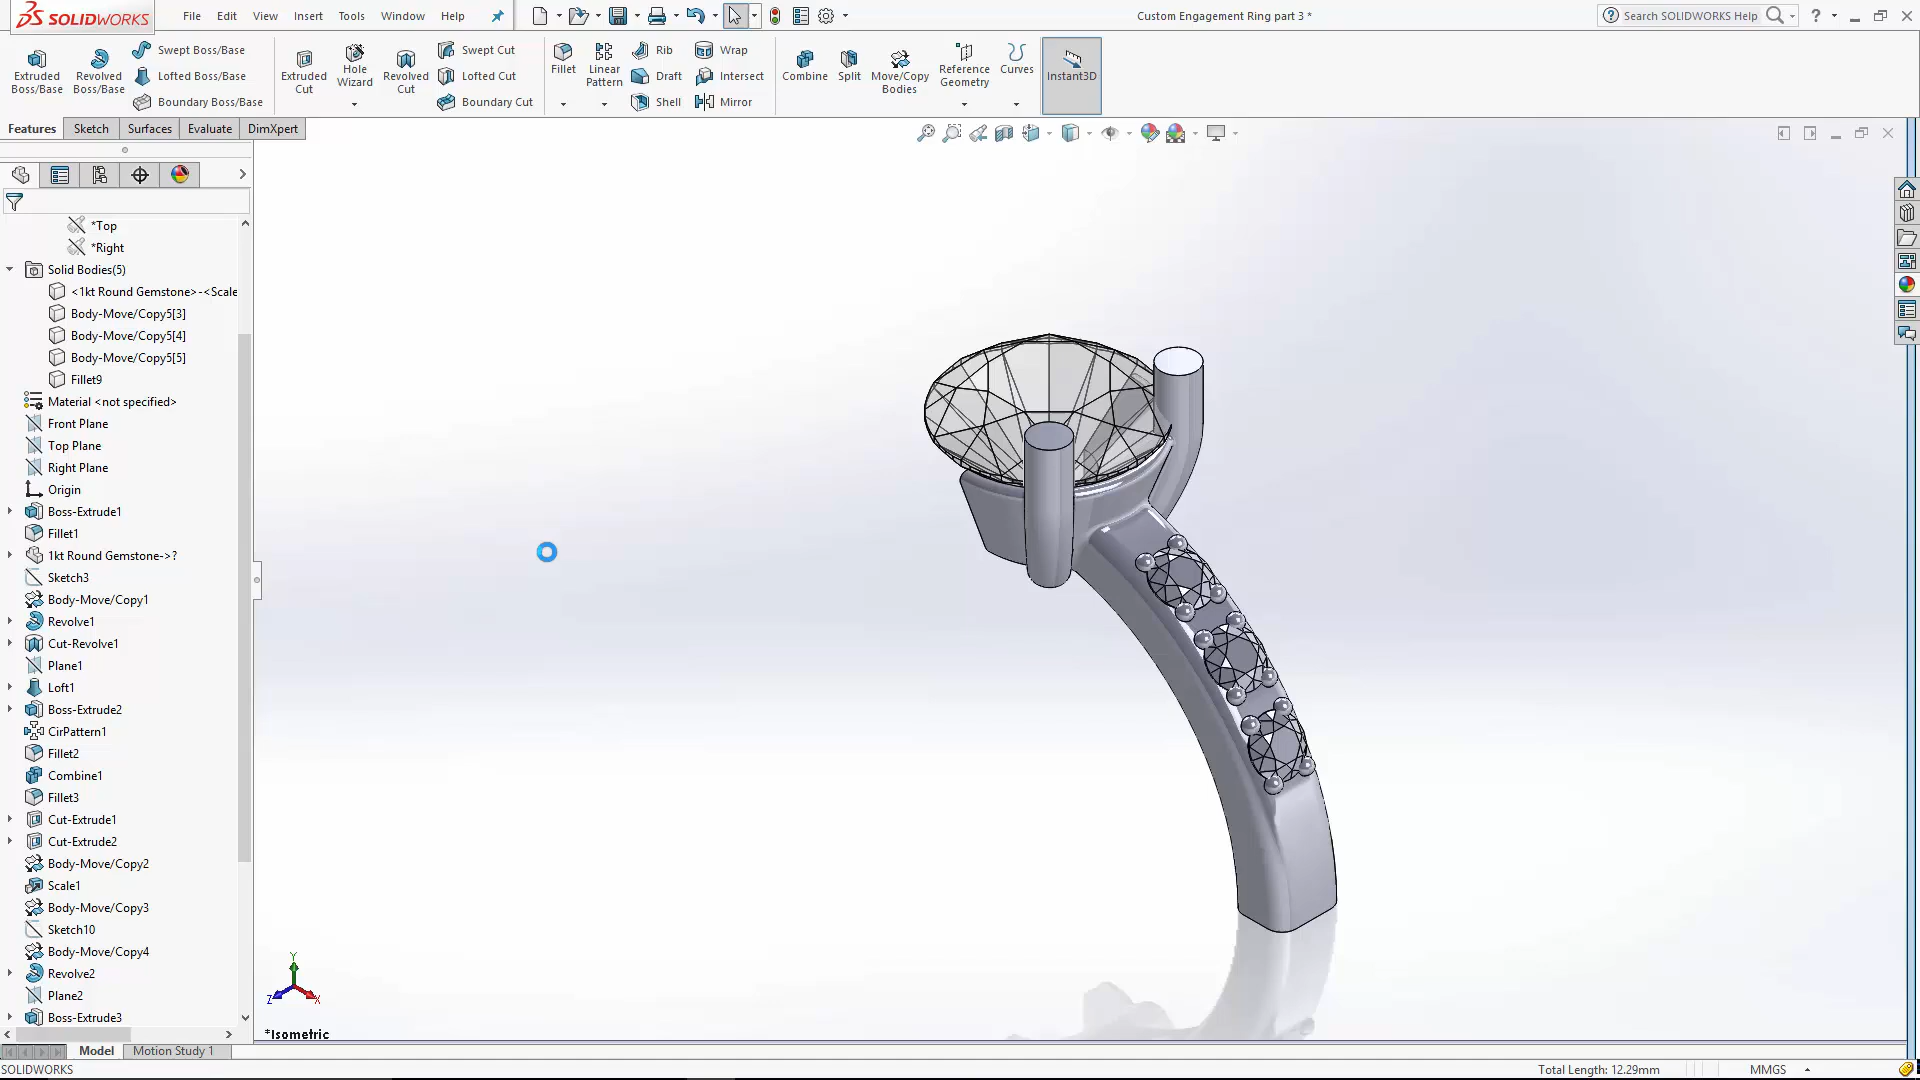 SOLIDWORKS
File
Edit
View
Insert
Tools
Window
Help
Custom Engagement Ring part 3 *
Search SOLIDWORKS Help
Extruded Boss/Base
Revolved Boss/Base
Swept Boss/Base
Lofted Boss/Base
Boundary Boss/Base
Extruded Cut
Hole Wizard
Revolved Cut
Swept Cut
Lofted Cut
Boundary Cut
Fillet
Linear Pattern
Rib
Draft
Shell
Wrap
Intersect
Mirror
Combine
Split
Move/Copy Bodies
Reference Geometry
Curves
Instant3D
Features
Sketch
Surfaces
Evaluate
DimXpert
*Top
*Right
Solid Bodies(5)
<1kt Round Gemstone>-<Scale
Body-Move/Copy5[3]
Body-Move/Copy5[4]
Body-Move/Copy5[5]
Fillet9
Material <not specified>
Front Plane
Top Plane
Right Plane
Origin
Boss-Extrude1
Fillet1
1kt Round Gemstone->?
Sketch3
Body-Move/Copy1
Revolve1
Cut-Revolve1
Plane1
Loft1
Boss-Extrude2
CirPattern1
Fillet2
Combine1
Fillet3
Cut-Extrude1
Cut-Extrude2
Body-Move/Copy2
Scale1
Body-Move/Copy3
Sketch10
Body-Move/Copy4
Revolve2
Plane2
Boss-Extrude3
Y
Z
X
*Isometric
Model
Motion Study 1
SOLIDWORKS
Total Length: 12.29mm
MMGS